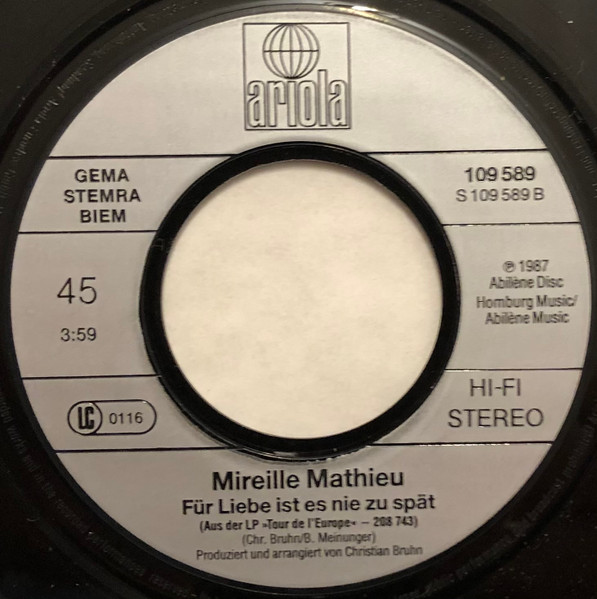 ariola
GEMA
STEMRA
BIEM
109 589
S 109 589 B
45
3:59
℗ 1987
Abilène Disc
Homburg Music/
Abilène Music
LC 0116
HI-FI
STEREO
Mireille Mathieu
Für Liebe ist es nie zu spät
(Aus der LP »Tour de l'Europe« – 208 743)
(Chr. Bruhn/B. Meinunger)
Produziert und arrangiert von Christian Bruhn